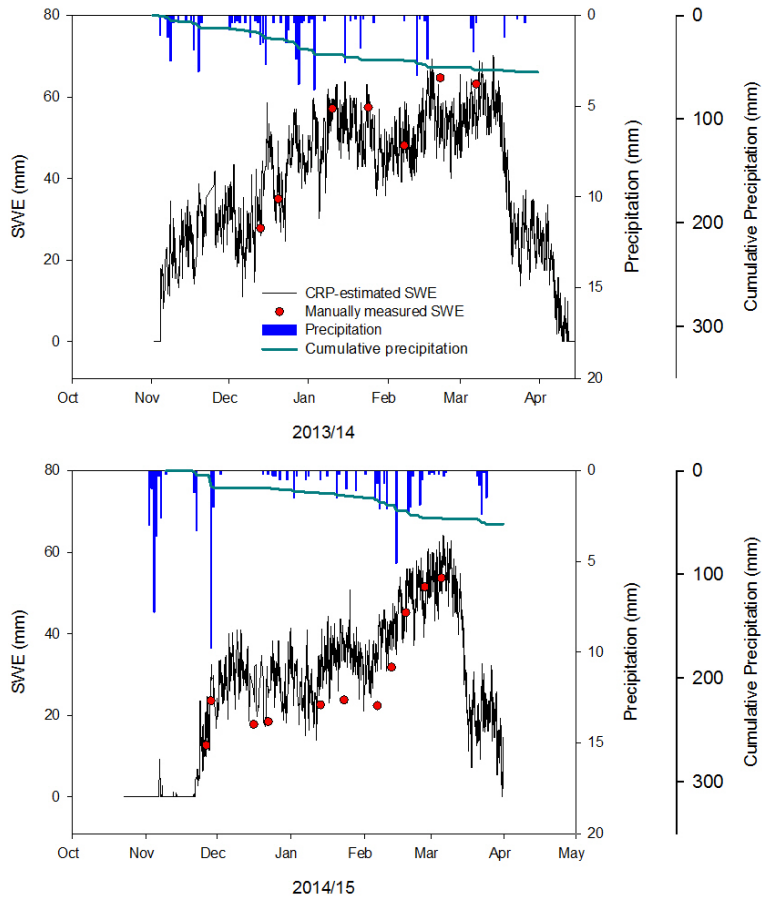 80
60
40
20
0
SWE (mm)
0
5
10
15
20
Precipitation (mm)
0
100
200
300
Cumulative Precipitation (mm)
CRP-estimated SWE
Manually measured SWE
Precipitation
Cumulative precipitation
Oct Nov Dec Jan Feb Mar Apr
2013/14
80
60
40
20
0
SWE (mm)
0
5
10
15
20
Precipitation (mm)
0
100
200
300
Cumulative Precipitation (mm)
Oct Nov Dec Jan Feb Mar Apr May
2014/15